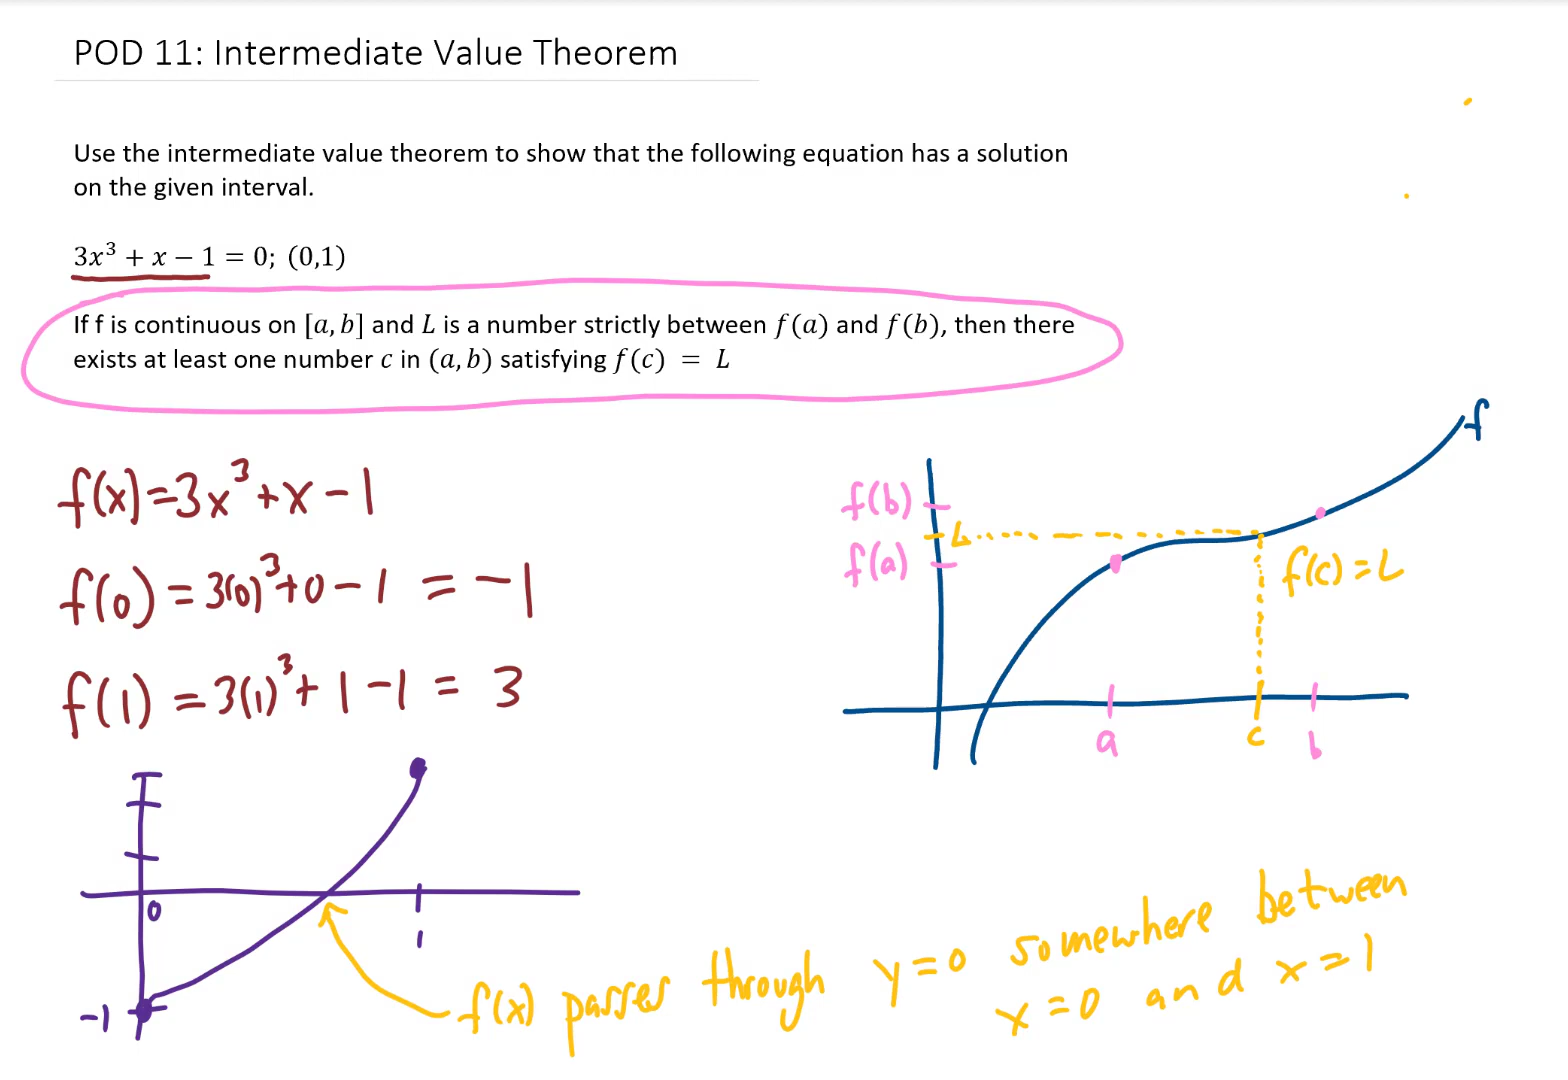 POD 11: Intermediate Value Theorem
Use the intermediate value theorem to show that the following equation has a solution
on the given interval.
3x³ + x − 1 = 0; (0,1)
If f is continuous on [a, b] and L is a number strictly between f(a) and f(b), then there
exists at least one number c in (a, b) satisfying f(c) = L
f(x)=3x³+x-1
f(0) = 3(0)³+0-1 = -1
f(1) = 3(1)³+1-1 = 3
f
f(b)
L
f(a)
f(c)=L
a
c
b
0
1
-1
f(x) passes through y=0 somewhere between
x=0 and x=1